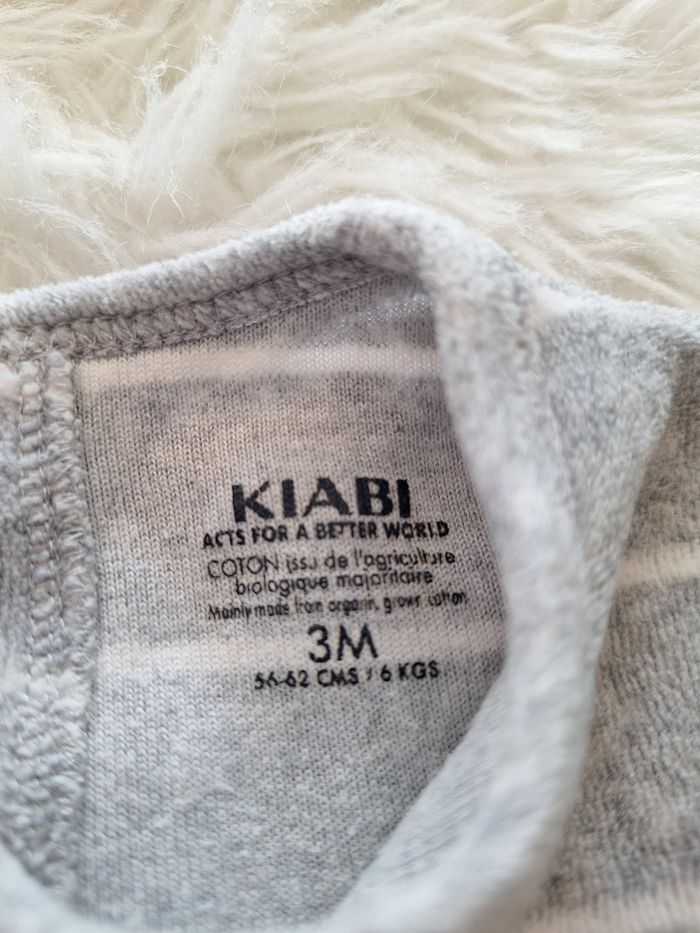 KIABI
ACTS FOR A BETTER WORLD
COTON issu de l'agriculture
biologique majoritaire
Mainly made from organic grown cotton
3M
56-62 CMS / 6 KGS